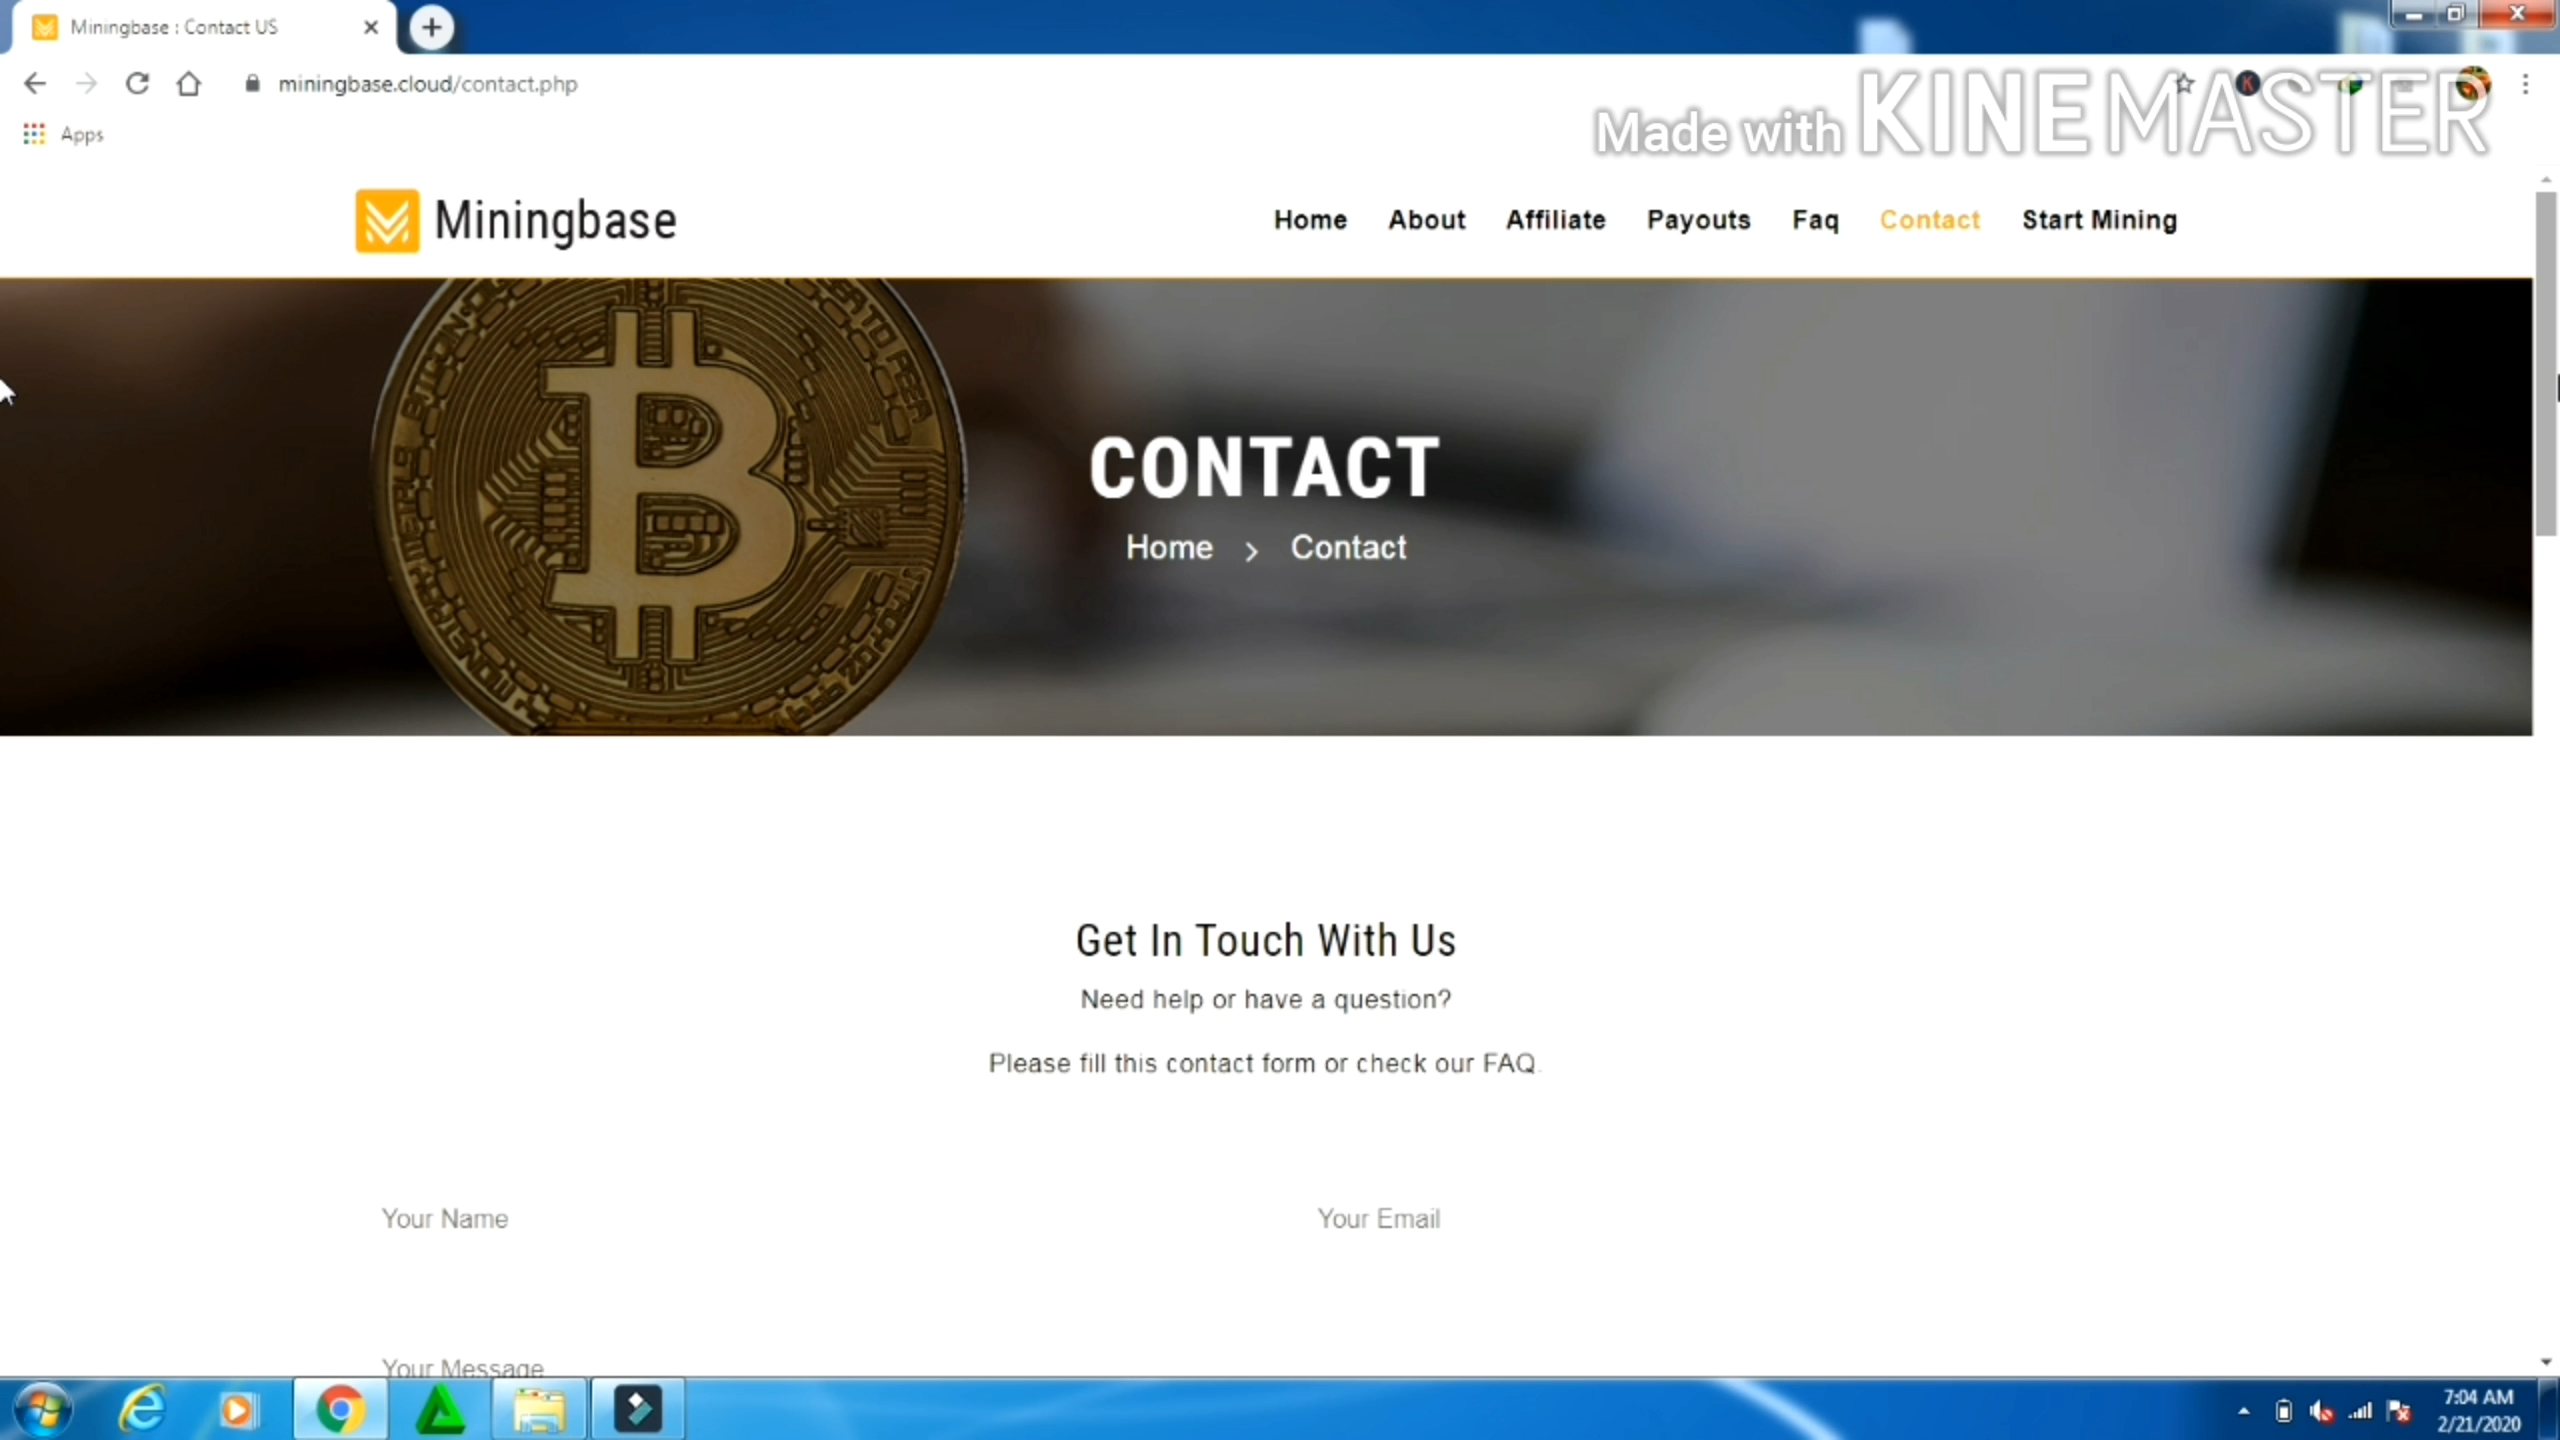 Miningbase : Contact US
miningbase.cloud/contact.php
Made with KINEMASTER
Apps
Miningbase
Home About Affiliate Payouts Faq Contact Start Mining
CONTACT
Home > Contact
Get In Touch With Us
Need help or have a question?
Please fill this contact form or check our FAQ.
Your Name Your Email
Your Message
7:04 AM
2/21/2020